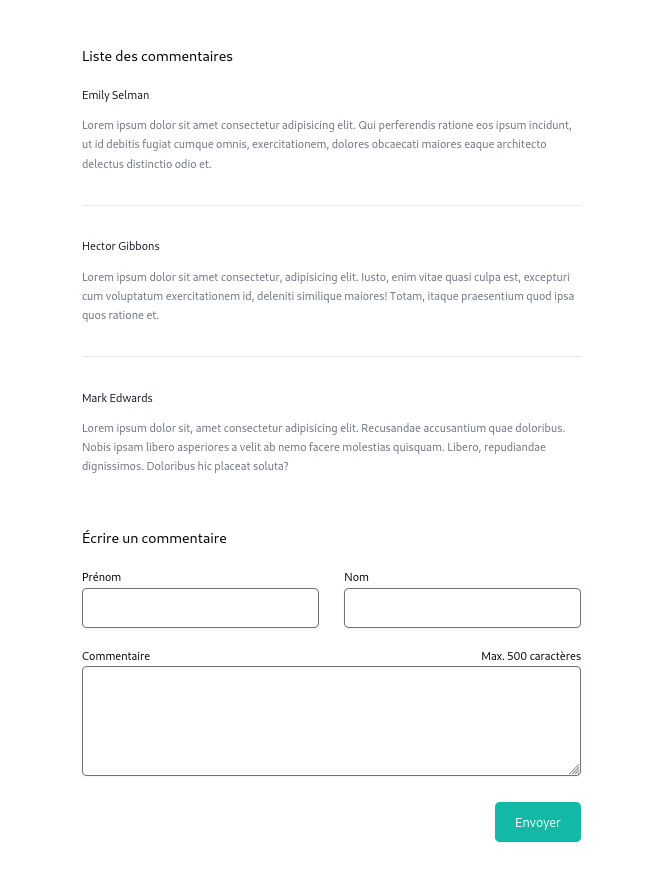 Liste des commentaires
Emily Selman
Lorem ipsum dolor sit amet consectetur adipisicing elit. Qui perferendis ratione eos ipsum incidunt,
ut id debitis fugiat cumque omnis, exercitationem, dolores obcaecati maiores eaque architecto
delectus distinctio odio et.
Hector Gibbons
Lorem ipsum dolor sit amet consectetur, adipisicing elit. Iusto, enim vitae quasi culpa est, excepturi
cum voluptatum exercitationem id, deleniti similique maiores! Totam, itaque praesentium quod ipsa
quos ratione et.
Mark Edwards
Lorem ipsum dolor sit, amet consectetur adipisicing elit. Recusandae accusantium quae doloribus.
Nobis ipsam libero asperiores a velit ab nemo facere molestias quisquam. Libero, repudiandae
dignissimos. Doloribus hic placeat soluta?
Écrire un commentaire
Prénom Nom
Commentaire Max. 500 caractères
Envoyer